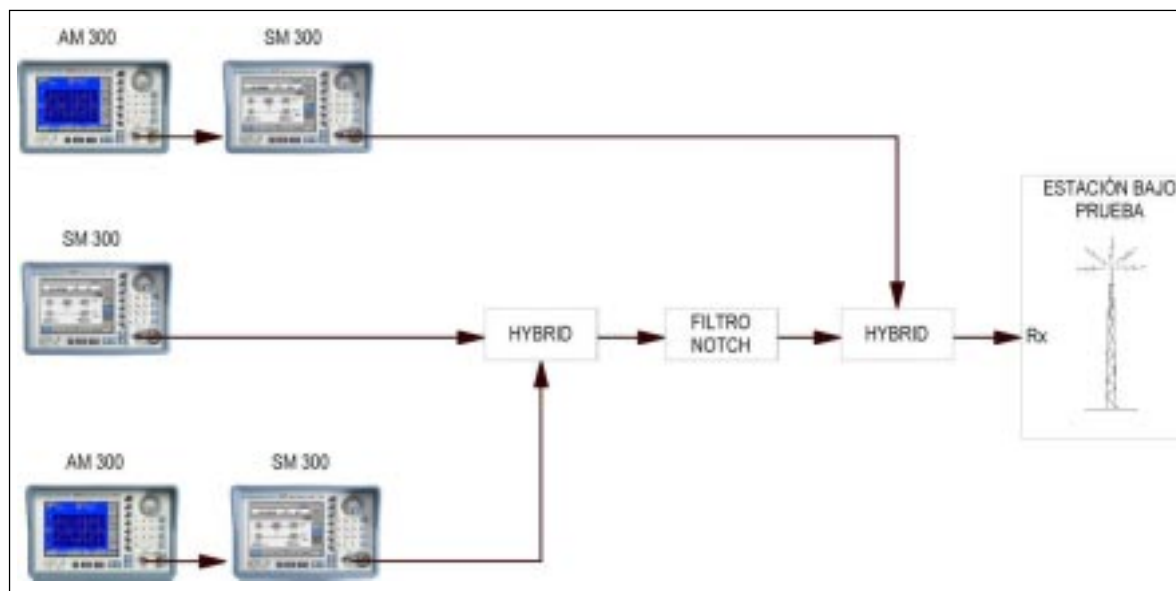 AM 300
SM 300
ESTACIÓN BAJO
PRUEBA
SM 300
HYBRID
FILTRO
NOTCH
HYBRID
Rx
AM 300
SM 300